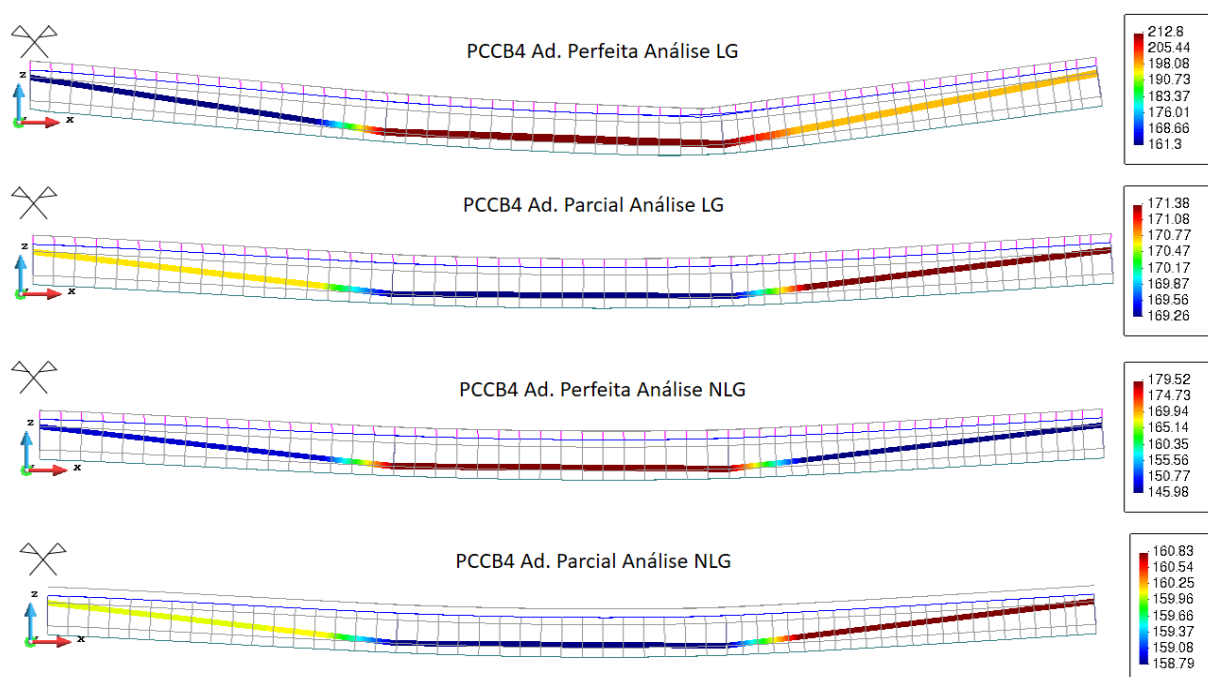 PCCB4 Ad. Perfeita Análise LG
212.8
205.44
198.08
190.73
183.37
176.01
168.66
161.3
z
x
PCCB4 Ad. Parcial Análise LG
171.38
171.08
170.77
170.47
170.17
169.87
169.56
169.26
z
x
PCCB4 Ad. Perfeita Análise NLG
179.52
174.73
169.94
165.14
160.35
155.56
150.77
145.98
z
x
PCCB4 Ad. Parcial Análise NLG
160.83
160.54
160.25
159.96
159.66
159.37
159.08
158.79
z
x